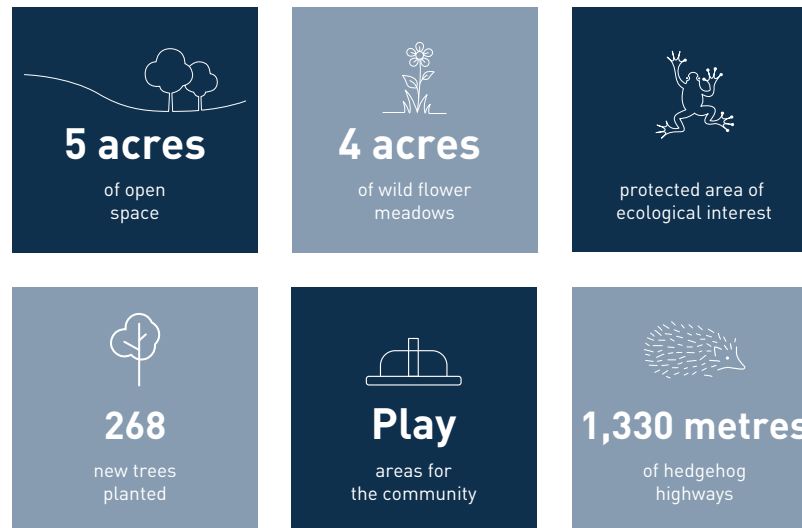 5 acres
of open
space
4 acres
of wild flower
meadows
protected area of
ecological interest
268
new trees
planted
Play
areas for
the community
1,330 metres
of hedgehog
highways